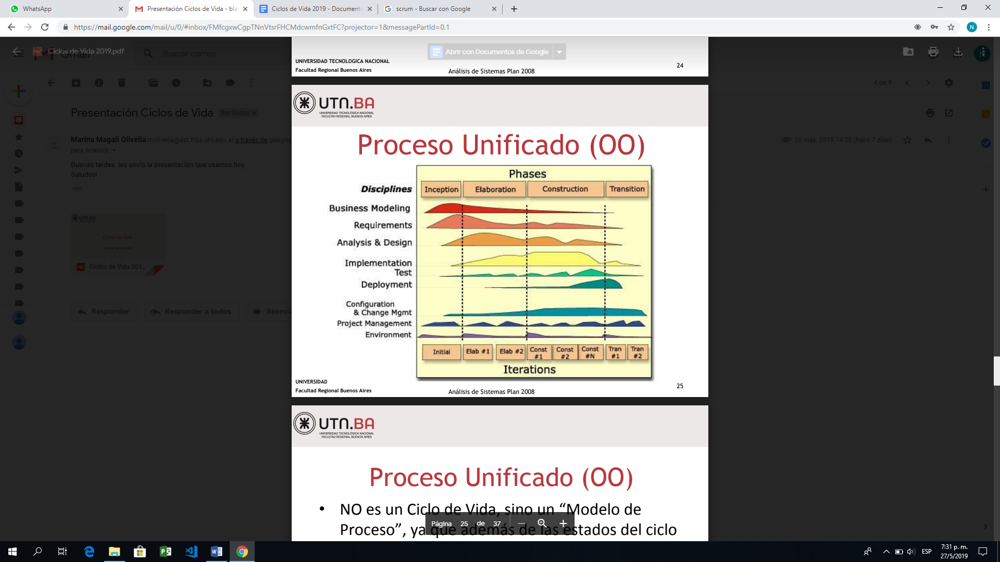 WhatsApp
Presentación Ciclos de Vida - bla
Ciclos de Vida 2019 - Document
scrum - Buscar con Google
https://mail.google.com/mail/u/0/#inbox/FMfcgxwCgpTNnVtsrFHCMdcwmfnGxtFC?projector=1&messagePartId=0.1
N
PDF
Ciclos de Vida 2019.pdf
Gmail
Buscar correo
Abrir con Documentos de Google
UNIVERSIDAD TECNOLOGICA NACIONAL
Facultad Regional Buenos Aires
Análisis de Sistemas Plan 2008
24
4 de 9
Presentación Ciclos de Vida
Recibidos
Marina Magali Olivella molivella@est.frba.utn.edu.ar a través de
20 may. 2019 14:20 (hace 7 días)
para Analisis
Buenas tardes, les envío la presentación que usamos hoy.
Saludos!
UTN.BA
Ciclos de Vida
Análisis de Sistemas
PDF
Ciclos de Vida 201...
Responder
Responder a todos
UTN.BA
UNIVERSIDAD TECNOLÓGICA NACIONAL
FACULTAD REGIONAL BUENOS AIRES
Proceso Unificado (OO)
Phases
Disciplines
Inception
Elaboration
Construction
Transition
Business Modeling
Requirements
Analysis & Design
Implementation
Test
Deployment
Configuration
& Change Mgmt
Project Management
Environment
Initial
Elab #1
Elab #2
Const #1
Const #2
Const #N
Tran #1
Tran #2
Iterations
UNIVERSIDAD
Facultad Regional Buenos Aires
Análisis de Sistemas Plan 2008
25
UTN.BA
UNIVERSIDAD TECNOLÓGICA NACIONAL
FACULTAD REGIONAL BUENOS AIRES
Proceso Unificado (OO)
• NO es un Ciclo de Vida, sino un “Modelo de
Proceso”, ya que además de las estados del ciclo
Página 25 de 37
ESP
7:31 p. m.
27/5/2019